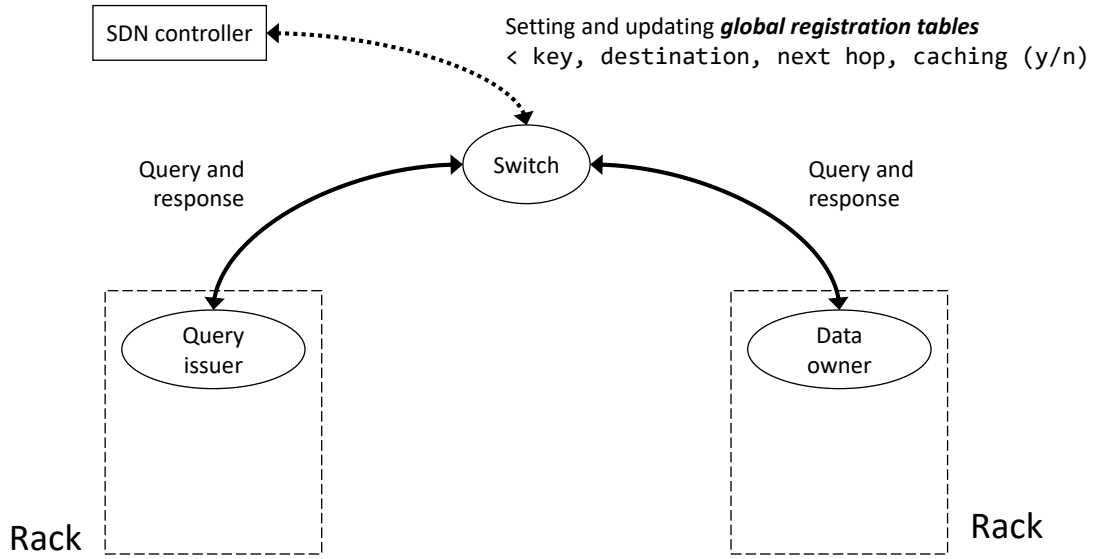 SDN controller
Setting and updating global registration tables
< key, destination, next hop, caching (y/n)
Switch
Query and
response
Query and
response
Query
issuer
Data
owner
Rack
Rack